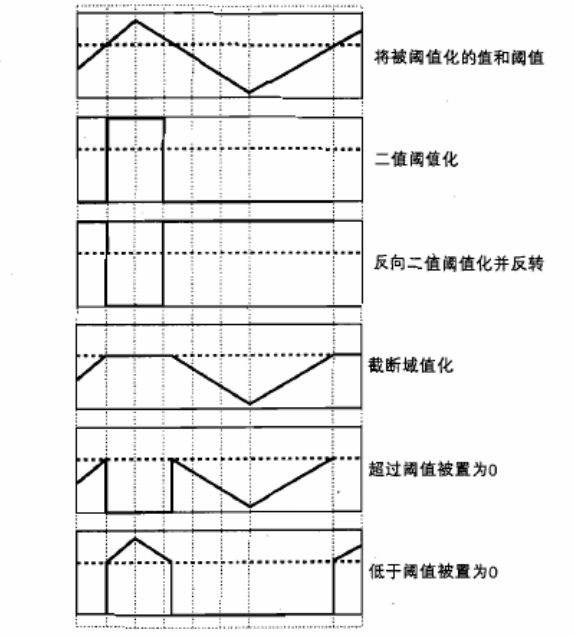 将被阈值化的值和阈值
二值阈值化
反向二值阈值化并反转
截断域值化
超过阈值被置为0
低于阈值被置为0